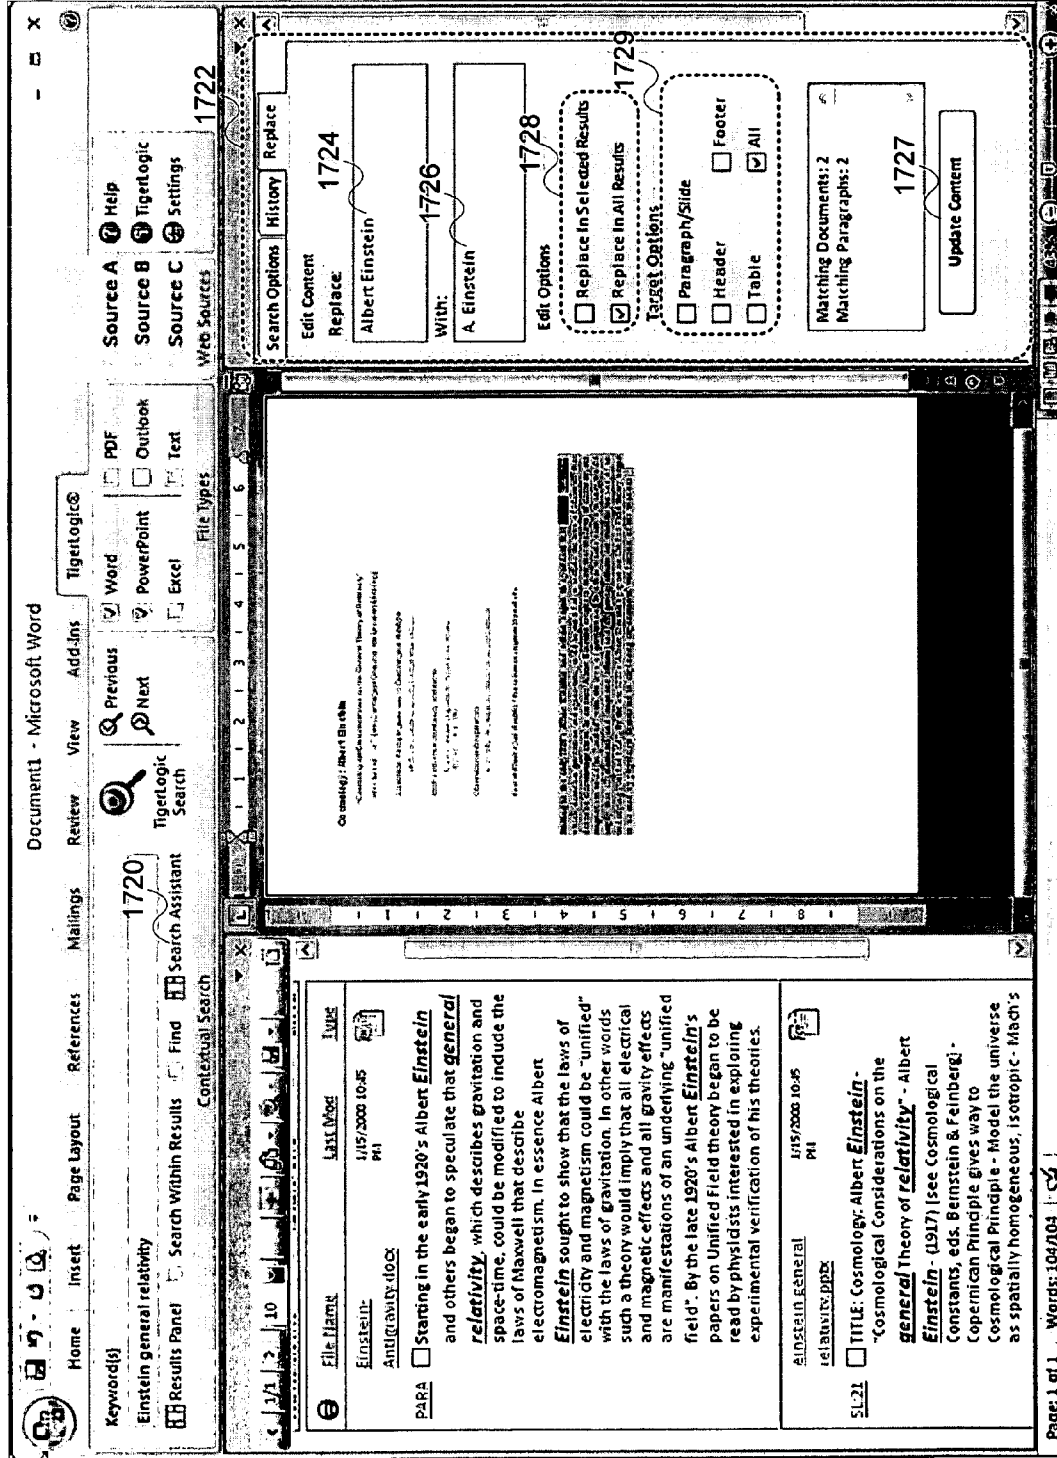 Document1 - Microsoft Word
Home Insert Page Layout References Mailings Review View Add-Ins TigerLogic®
Keyword(s)
Einstein general relativity
Results Panel Search Within Results Find Search Assistant
Contextual Search
1720
TigerLogic
Search
Previous
Next
Word
PowerPoint
Excel
PDF
Outlook
Text
File Types
Source A
Source B
Source C
Web Sources
Help
TigerLogic
Settings
1722
1/1 10
File Name Last Mod Type
Einstein-
Antigravity.docx
1/15/2003 10:45
PM
PARA Starting in the early 1920's Albert Einstein
and others began to speculate that general
relativity, which describes gravitation and
space-time, could be modified to include the
laws of Maxwell that describe
electromagnetism. In essence Albert
Einstein sought to show that the laws of
electricity and magnetism could be "unified"
with the laws of gravitation. In other words
such a theory would imply that all electrical
and magnetic effects and all gravity effects
are manifestations of an underlying "unified
field". By the late 1920's Albert Einstein's
papers on Unified Field theory began to be
read by physicists interested in exploring
experimental verification of his theories.
einstein general
relativity.pptx
1/15/2003 10:45
PM
SL:21 TITLE: Cosmology: Albert Einstein -
"Cosmological Considerations on the
general Theory of relativity" - Albert
Einstein - (1917) [see Cosmological
Constants, eds. Bernstein & Feinberg] -
Copernican Principle gives way to
Cosmological Principle - Model the universe
as spatially homogeneous, isotropic - Mach's
Cosmology: Albert Einstein
Search Options History Replace
Edit Content
Replace:
1724
Albert Einstein
With:
1726
A. Einstein
Edit Options
1728
Replace In Selected Results
Replace In All Results
Target Options
1729
Paragraph/Slide
Header Footer
Table All
Matching Documents: 2
Matching Paragraphs: 2
1727
Update Content
Page: 1 of 1 Words: 104/104 43%